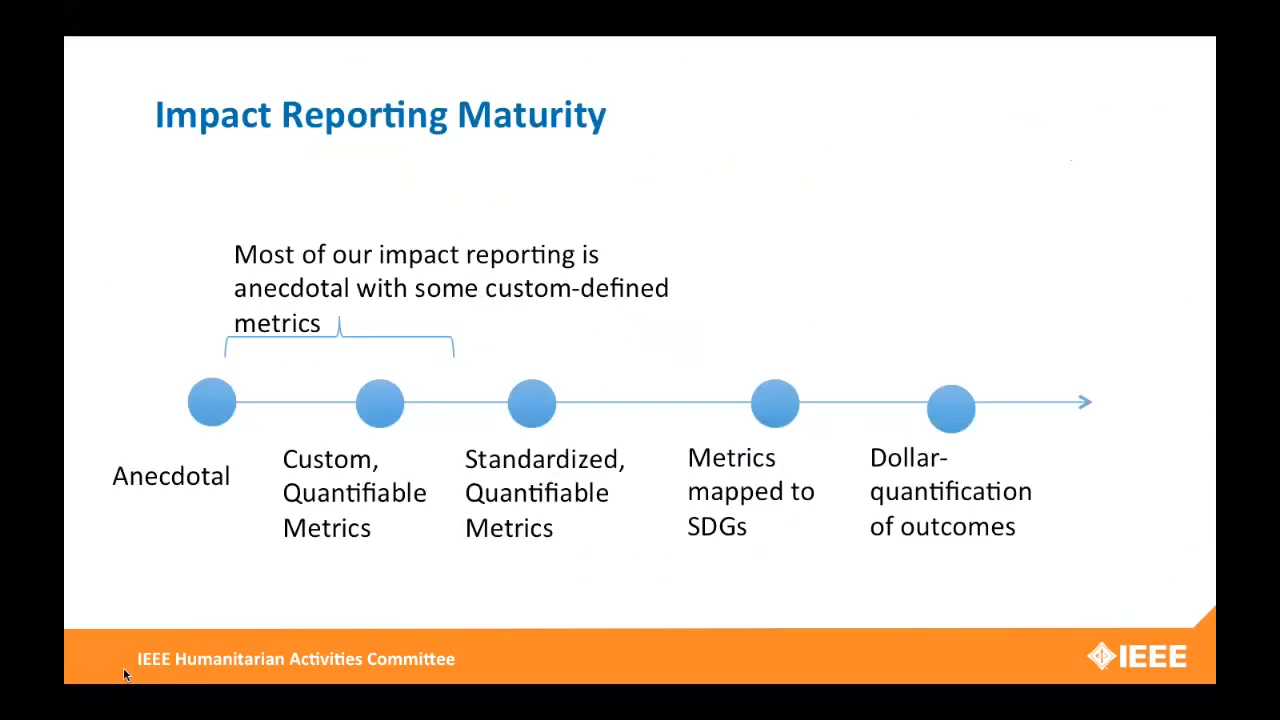 Impact Reporting Maturity
Most of our impact reporting is
anecdotal with some custom-defined
metrics
Anecdotal
Custom,
Quantifiable
Metrics
Standardized,
Quantifiable
Metrics
Metrics
mapped to
SDGs
Dollar-
quantification
of outcomes
IEEE Humanitarian Activities Committee
IEEE